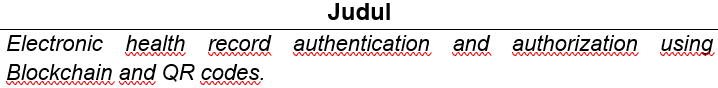 Judul
Electronic health record authentication and authorization using
Blockchain and QR codes.